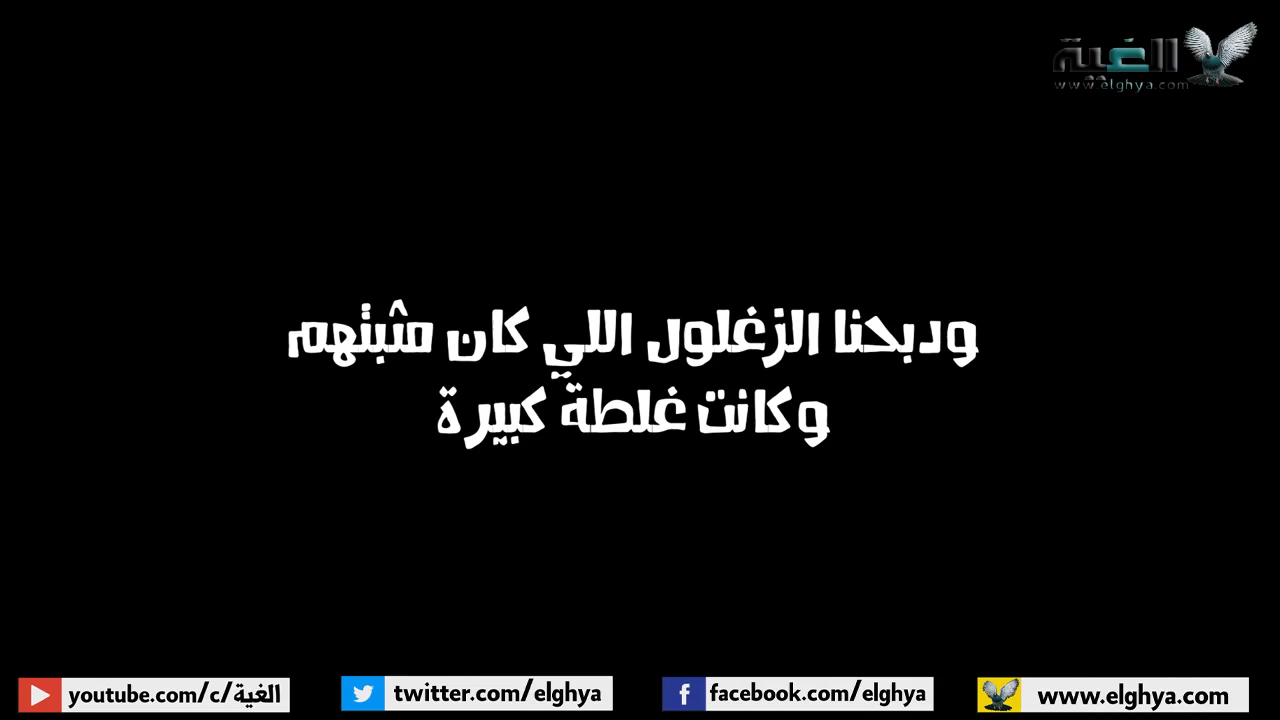 الغية
www.elghya.com
ودبحنا الزغلول اللي كان مثبتهم
وكانت غلطة كبيرة
youtube.com/c/الغية
twitter.com/elghya
facebook.com/elghya
www.elghya.com